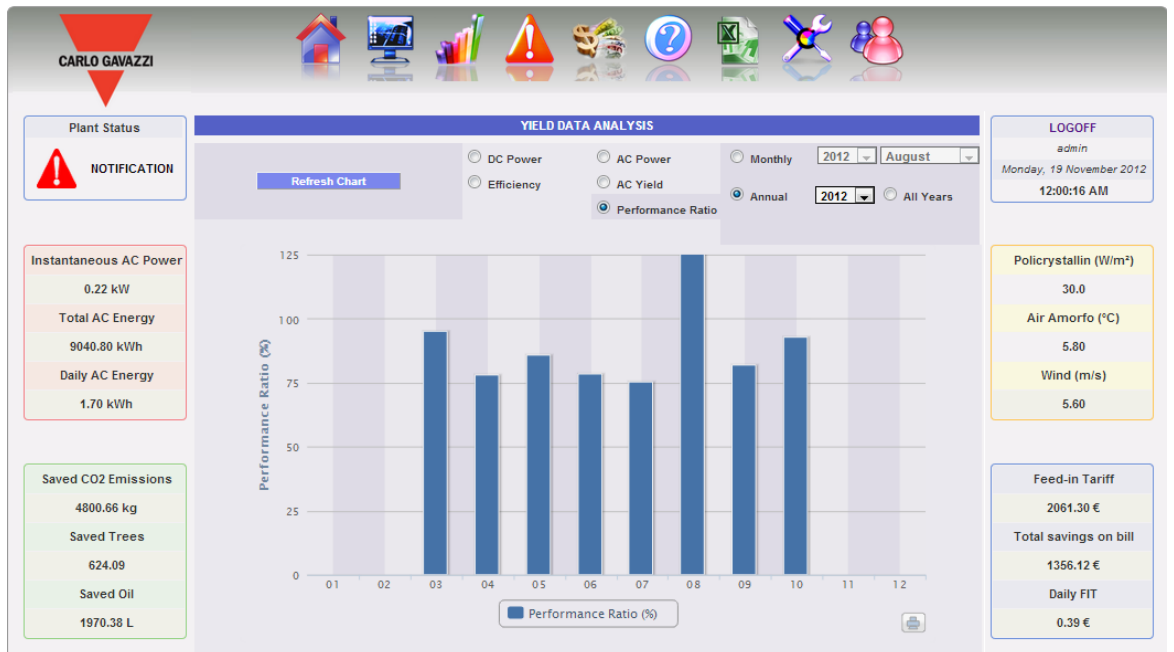 CARLO GAVAZZI
Plant Status
NOTIFICATION
Instantaneous AC Power
0.22 kW
Total AC Energy
9040.80 kWh
Daily AC Energy
1.70 kWh
Saved CO2 Emissions
4800.66 kg
Saved Trees
624.09
Saved Oil
1970.38 L
YIELD DATA ANALYSIS
Refresh Chart
DC Power
AC Power
Monthly
2012
August
Efficiency
AC Yield
Annual
2012
All Years
Performance Ratio
Performance Ratio (%)
125
100
75
50
25
0
01 02 03 04 05 06 07 08 09 10 11 12
Performance Ratio (%)
LOGOFF
admin
Monday, 19 November 2012
12:00:16 AM
Policrystallin (W/m²)
30.0
Air Amorfo (ºC)
5.80
Wind (m/s)
5.60
Feed-in Tariff
2061.30 €
Total savings on bill
1356.12 €
Daily FIT
0.39 €